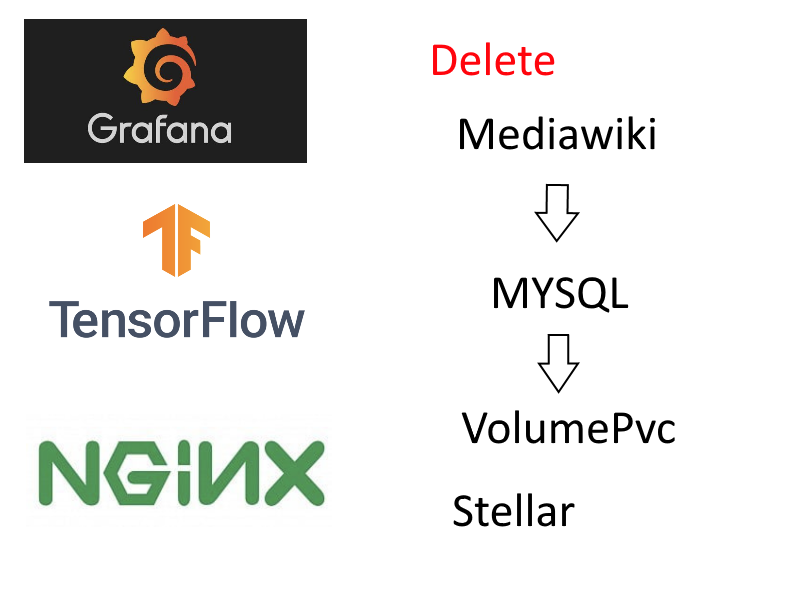 Grafana
TensorFlow
NGINX
Delete
Mediawiki
MYSQL
VolumePvc
Stellar